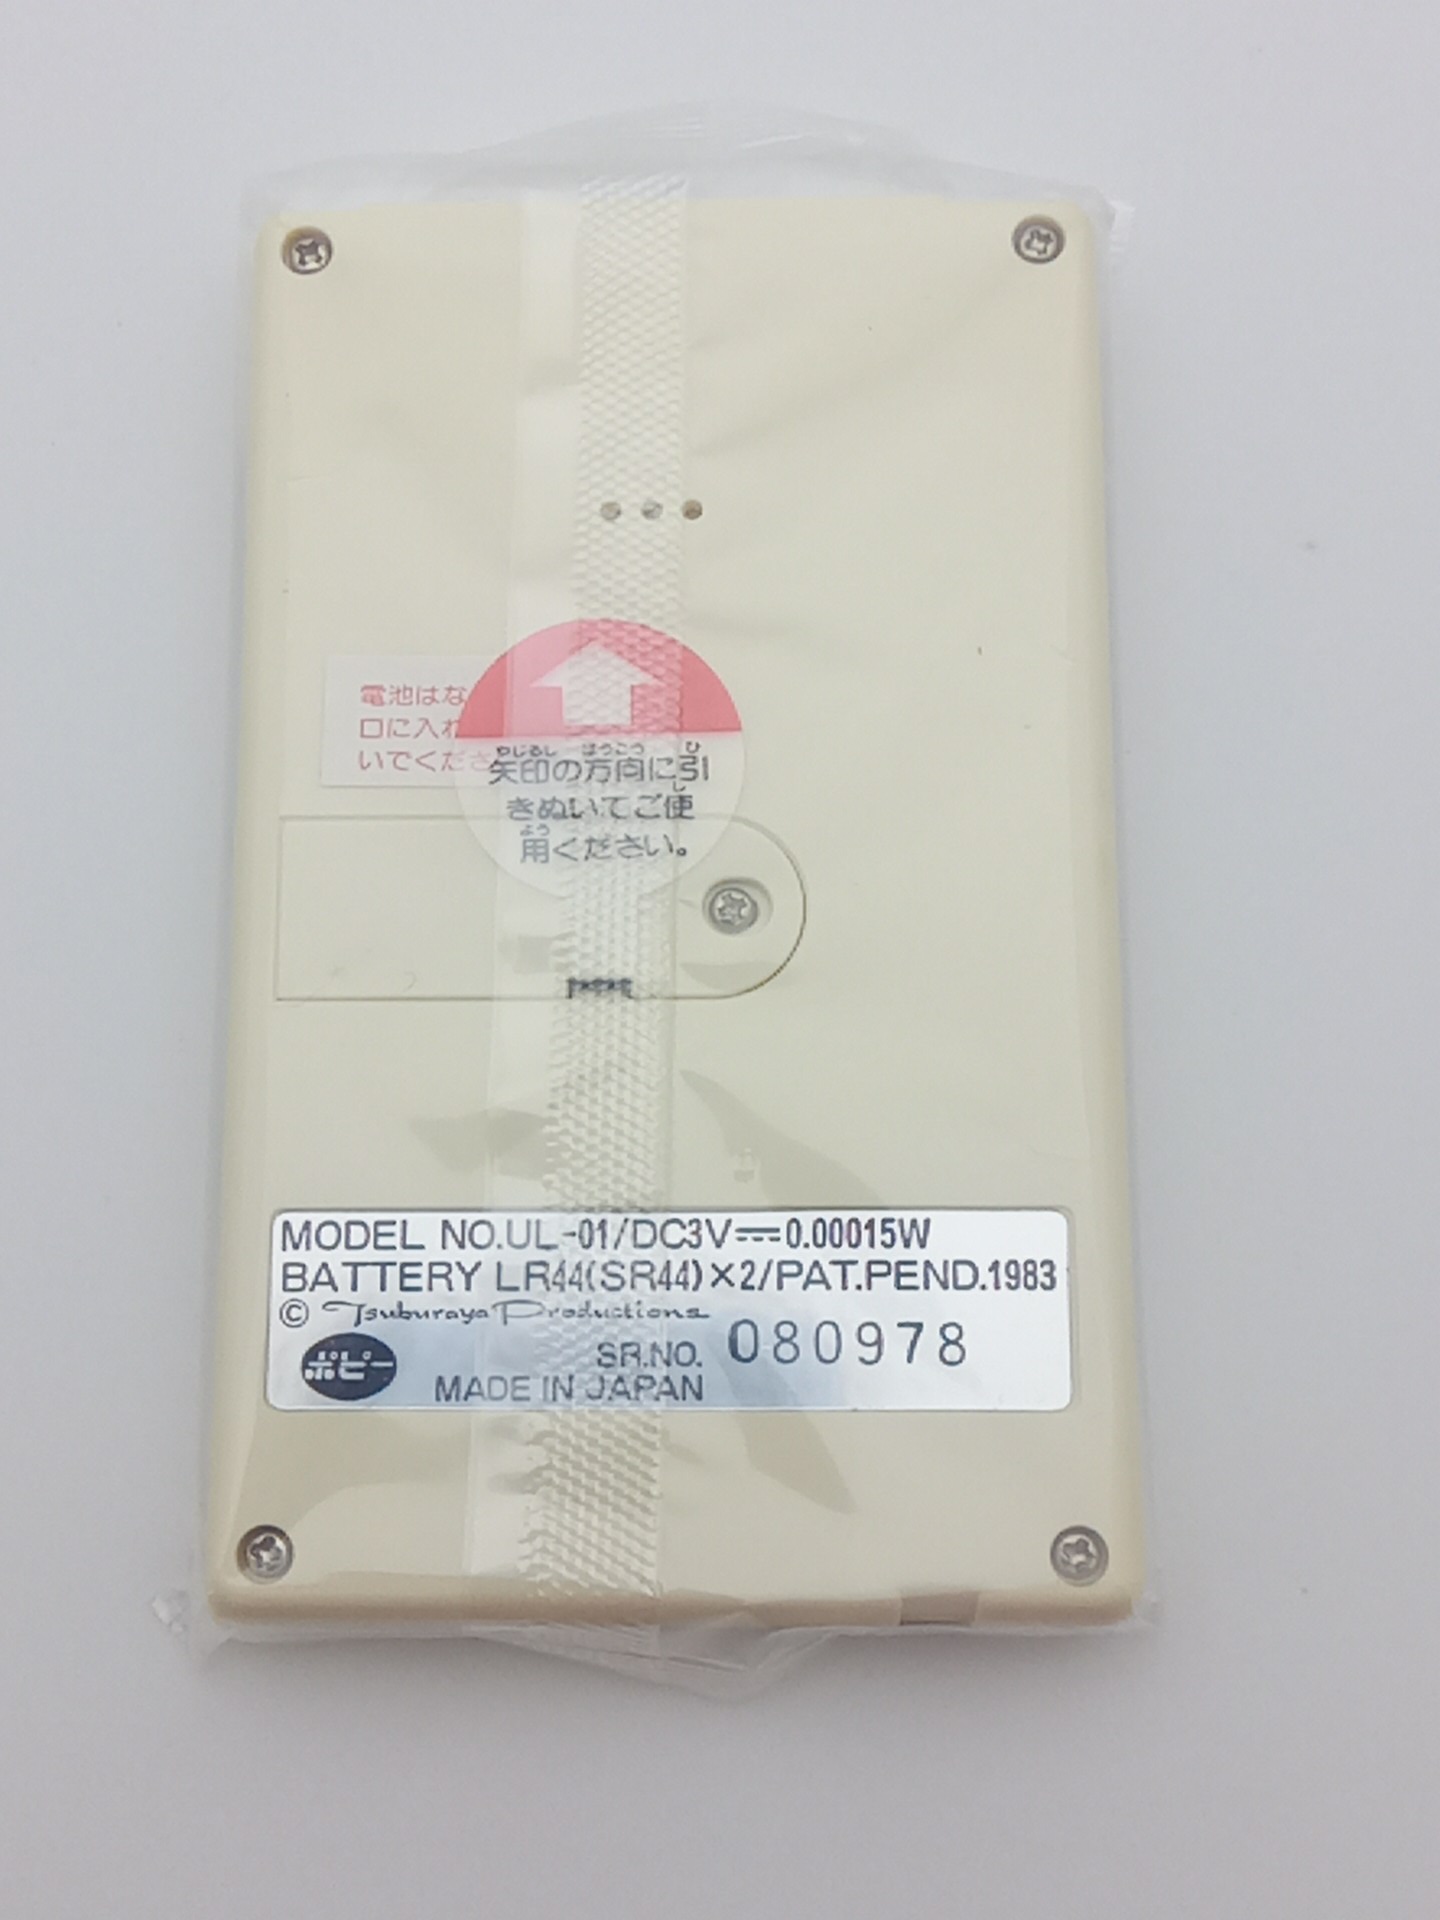 電池はな
口に入れ
いでくださ
やじるし ほうこう ひ
矢印の方向に引
し
きぬいてご使
よう
用ください。
MODEL NO.UL-01/DC3V⎓0.00015W
BATTERY LR44(SR44)×2/PAT.PEND.1983
© Tsuburaya Productions
ポピー
SR.NO. 080978
MADE IN JAPAN